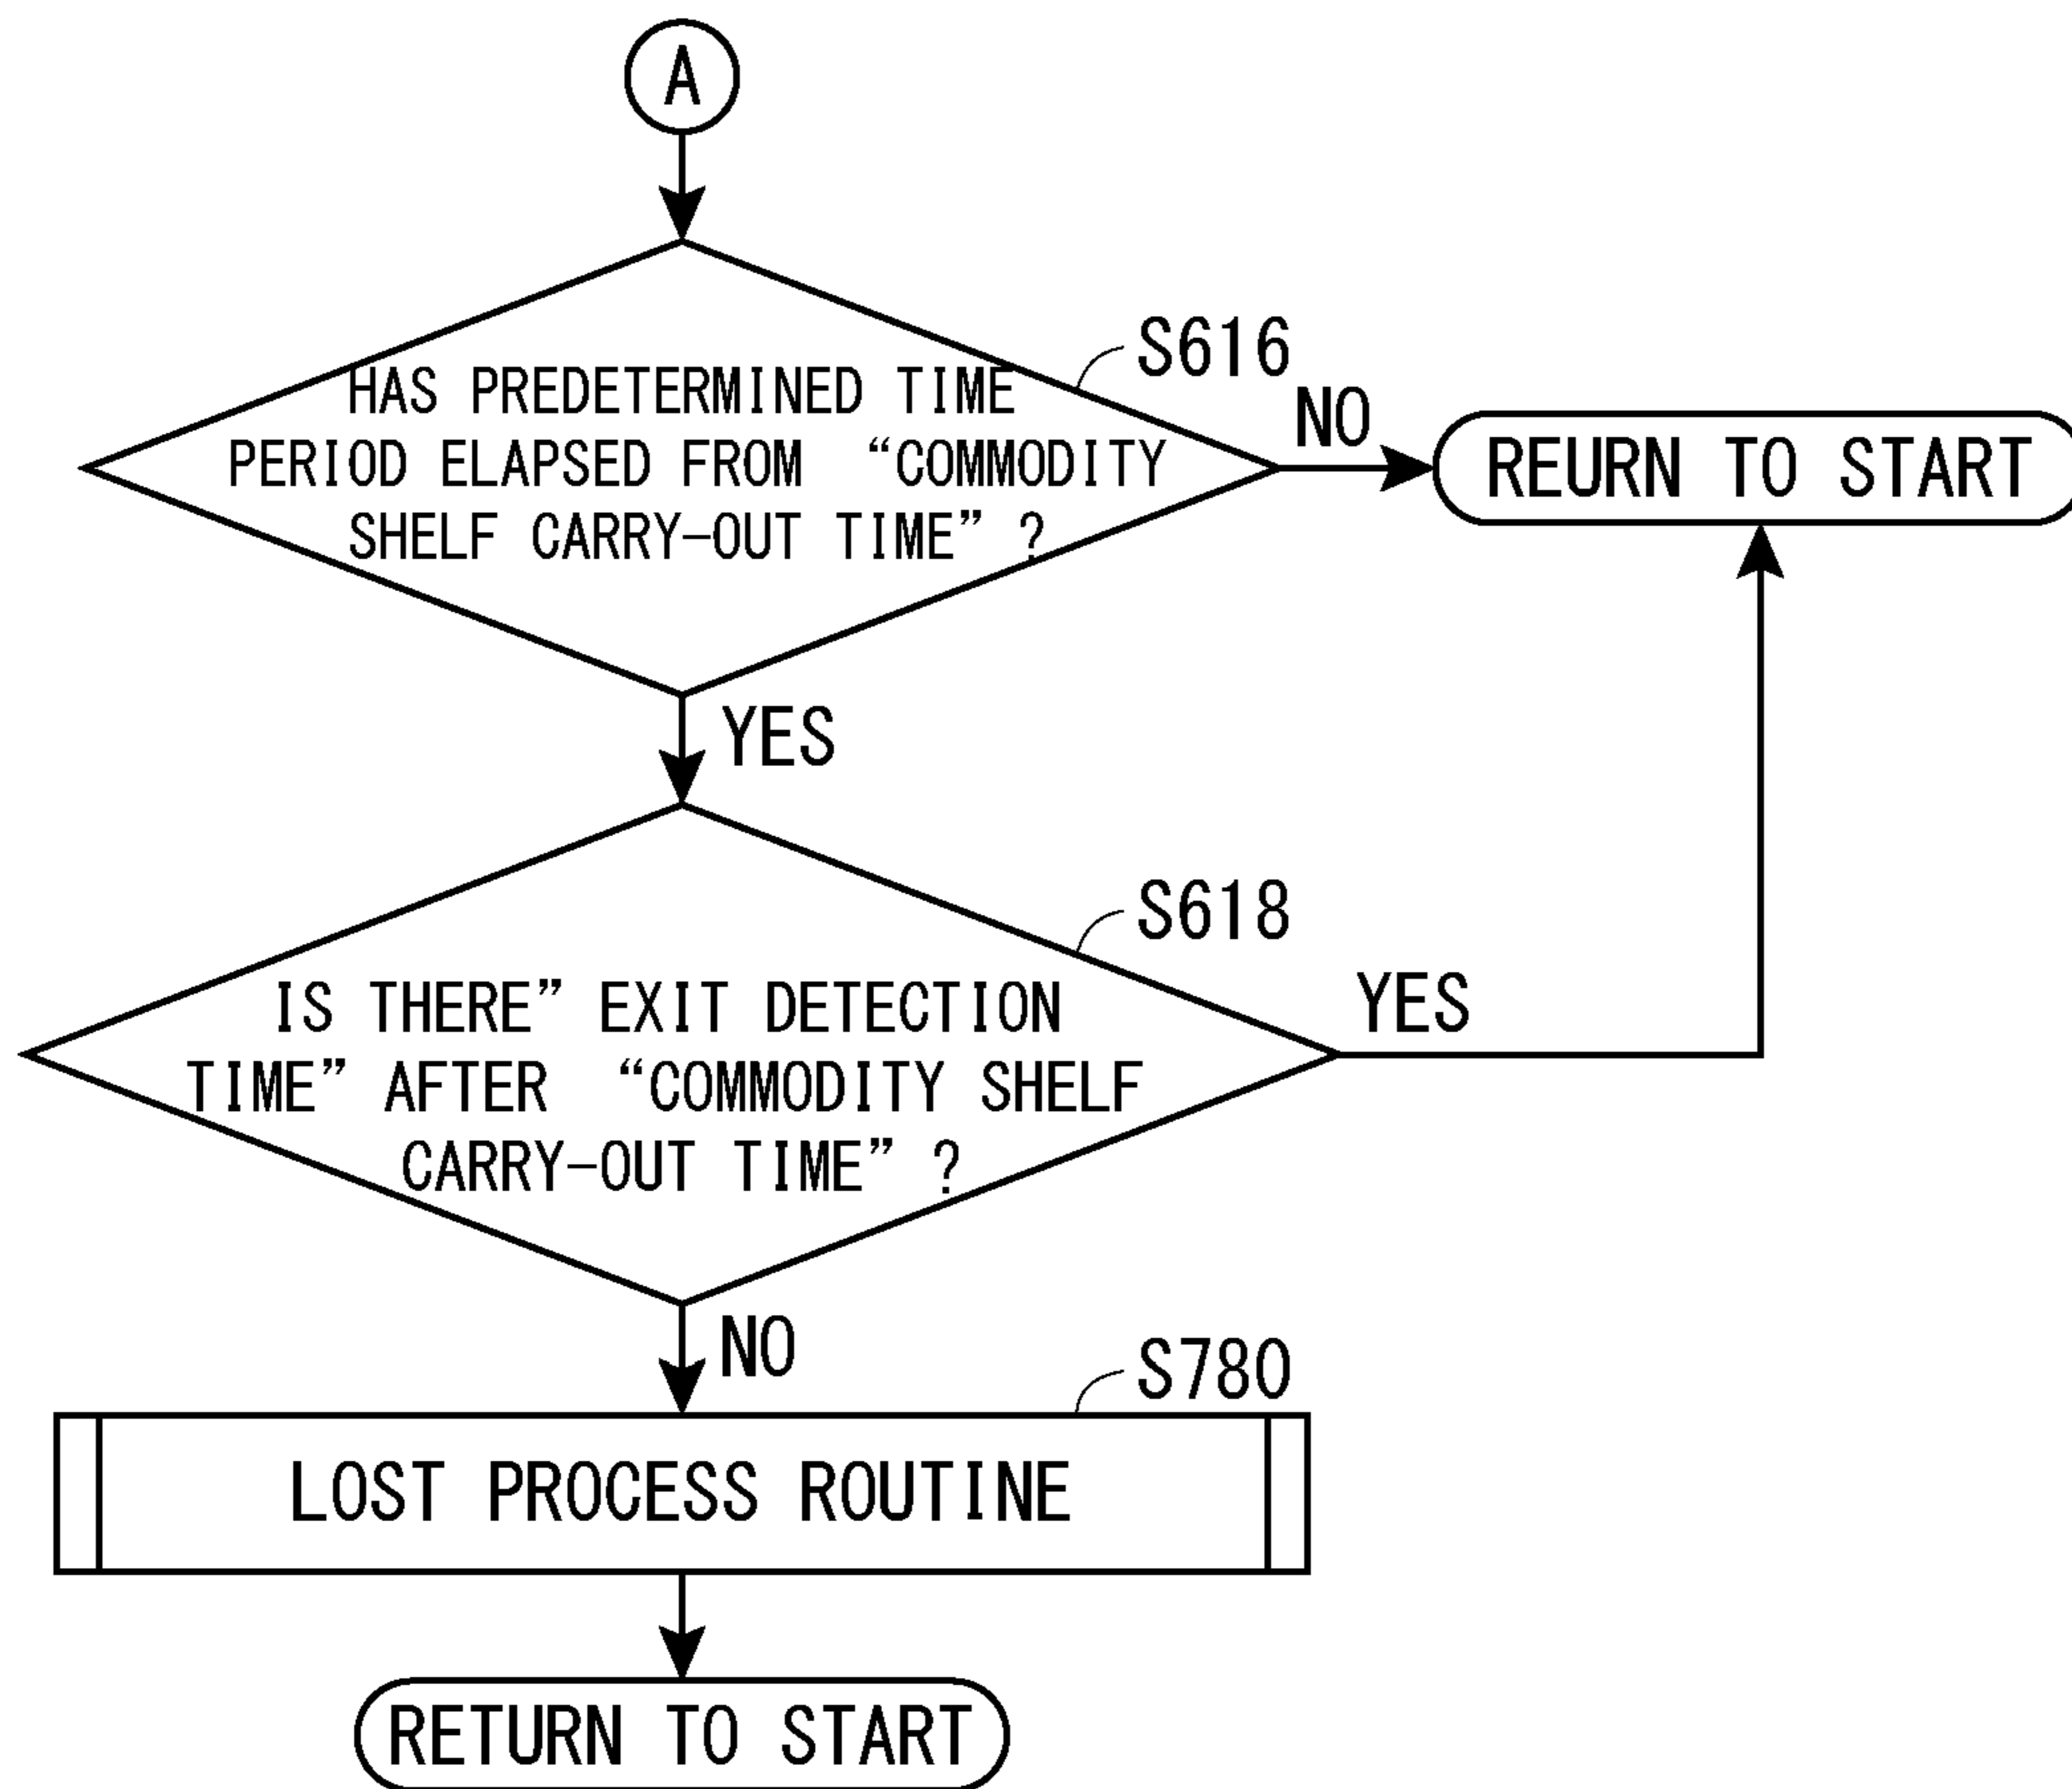 A
S616
HAS PREDETERMINED TIME
PERIOD ELAPSED FROM “COMMODITY
SHELF CARRY-OUT TIME” ?
NO
REURN TO START
YES
S618
IS THERE” EXIT DETECTION
TIME” AFTER “COMMODITY SHELF
CARRY-OUT TIME” ?
YES
NO
S780
LOST PROCESS ROUTINE
RETURN TO START